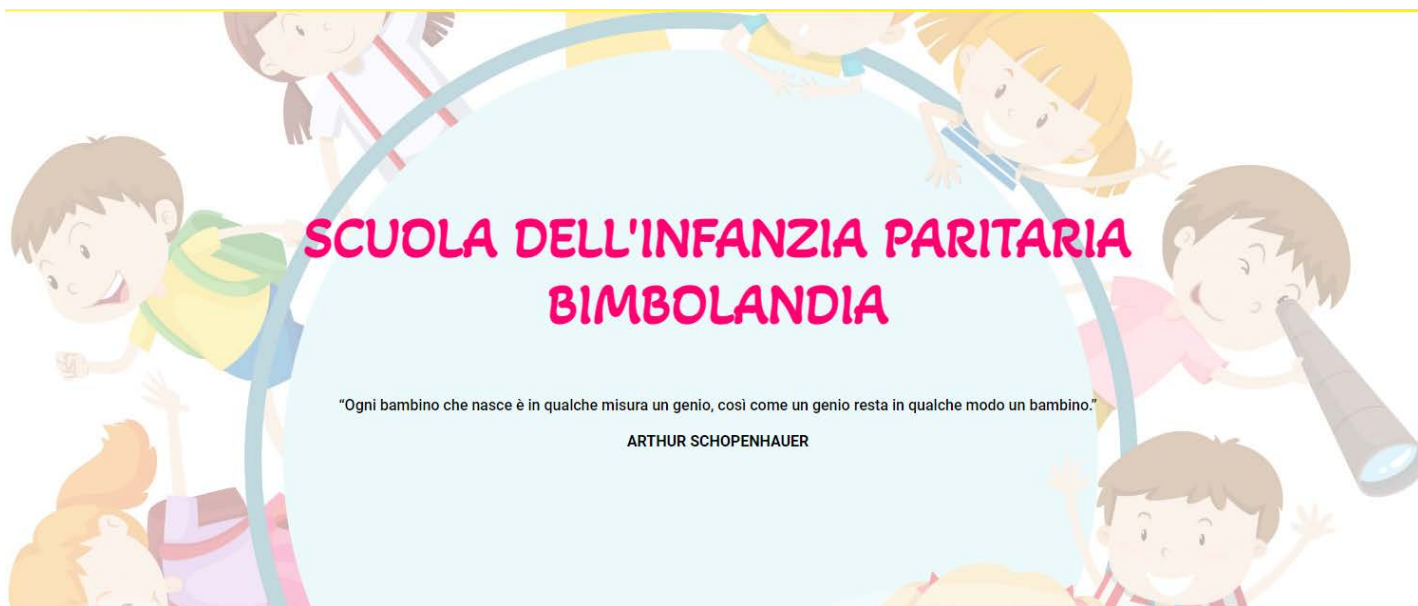 SCUOLA DELL'INFANZIA PARITARIA
BIMBOLANDIA
“Ogni bambino che nasce è in qualche misura un genio, così come un genio resta in qualche modo un bambino.”
ARTHUR SCHOPENHAUER